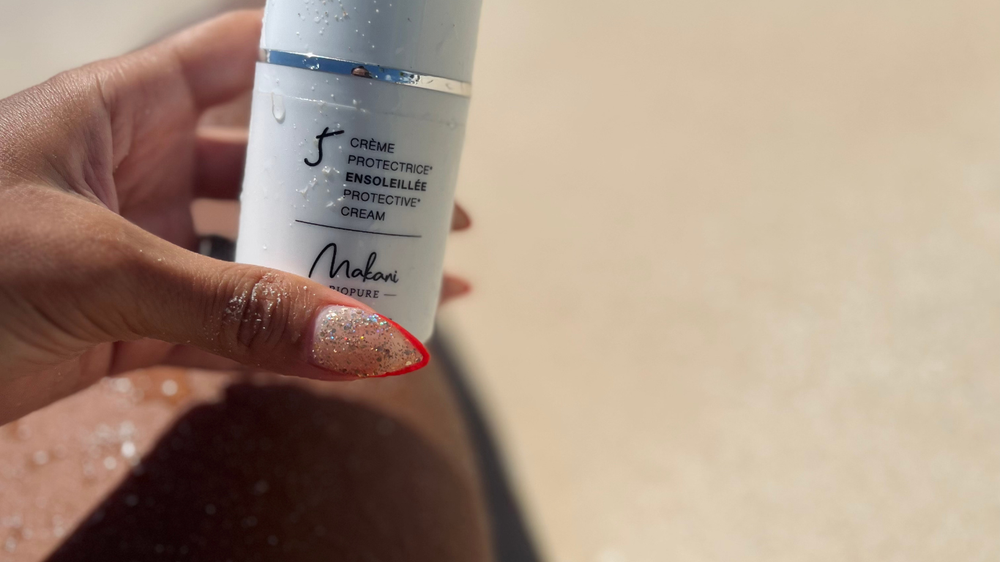 5
CRÈME
PROTECTRICE*
ENSOLEILLÉE
PROTECTIVE*
CREAM
Makani
BIOPURE —